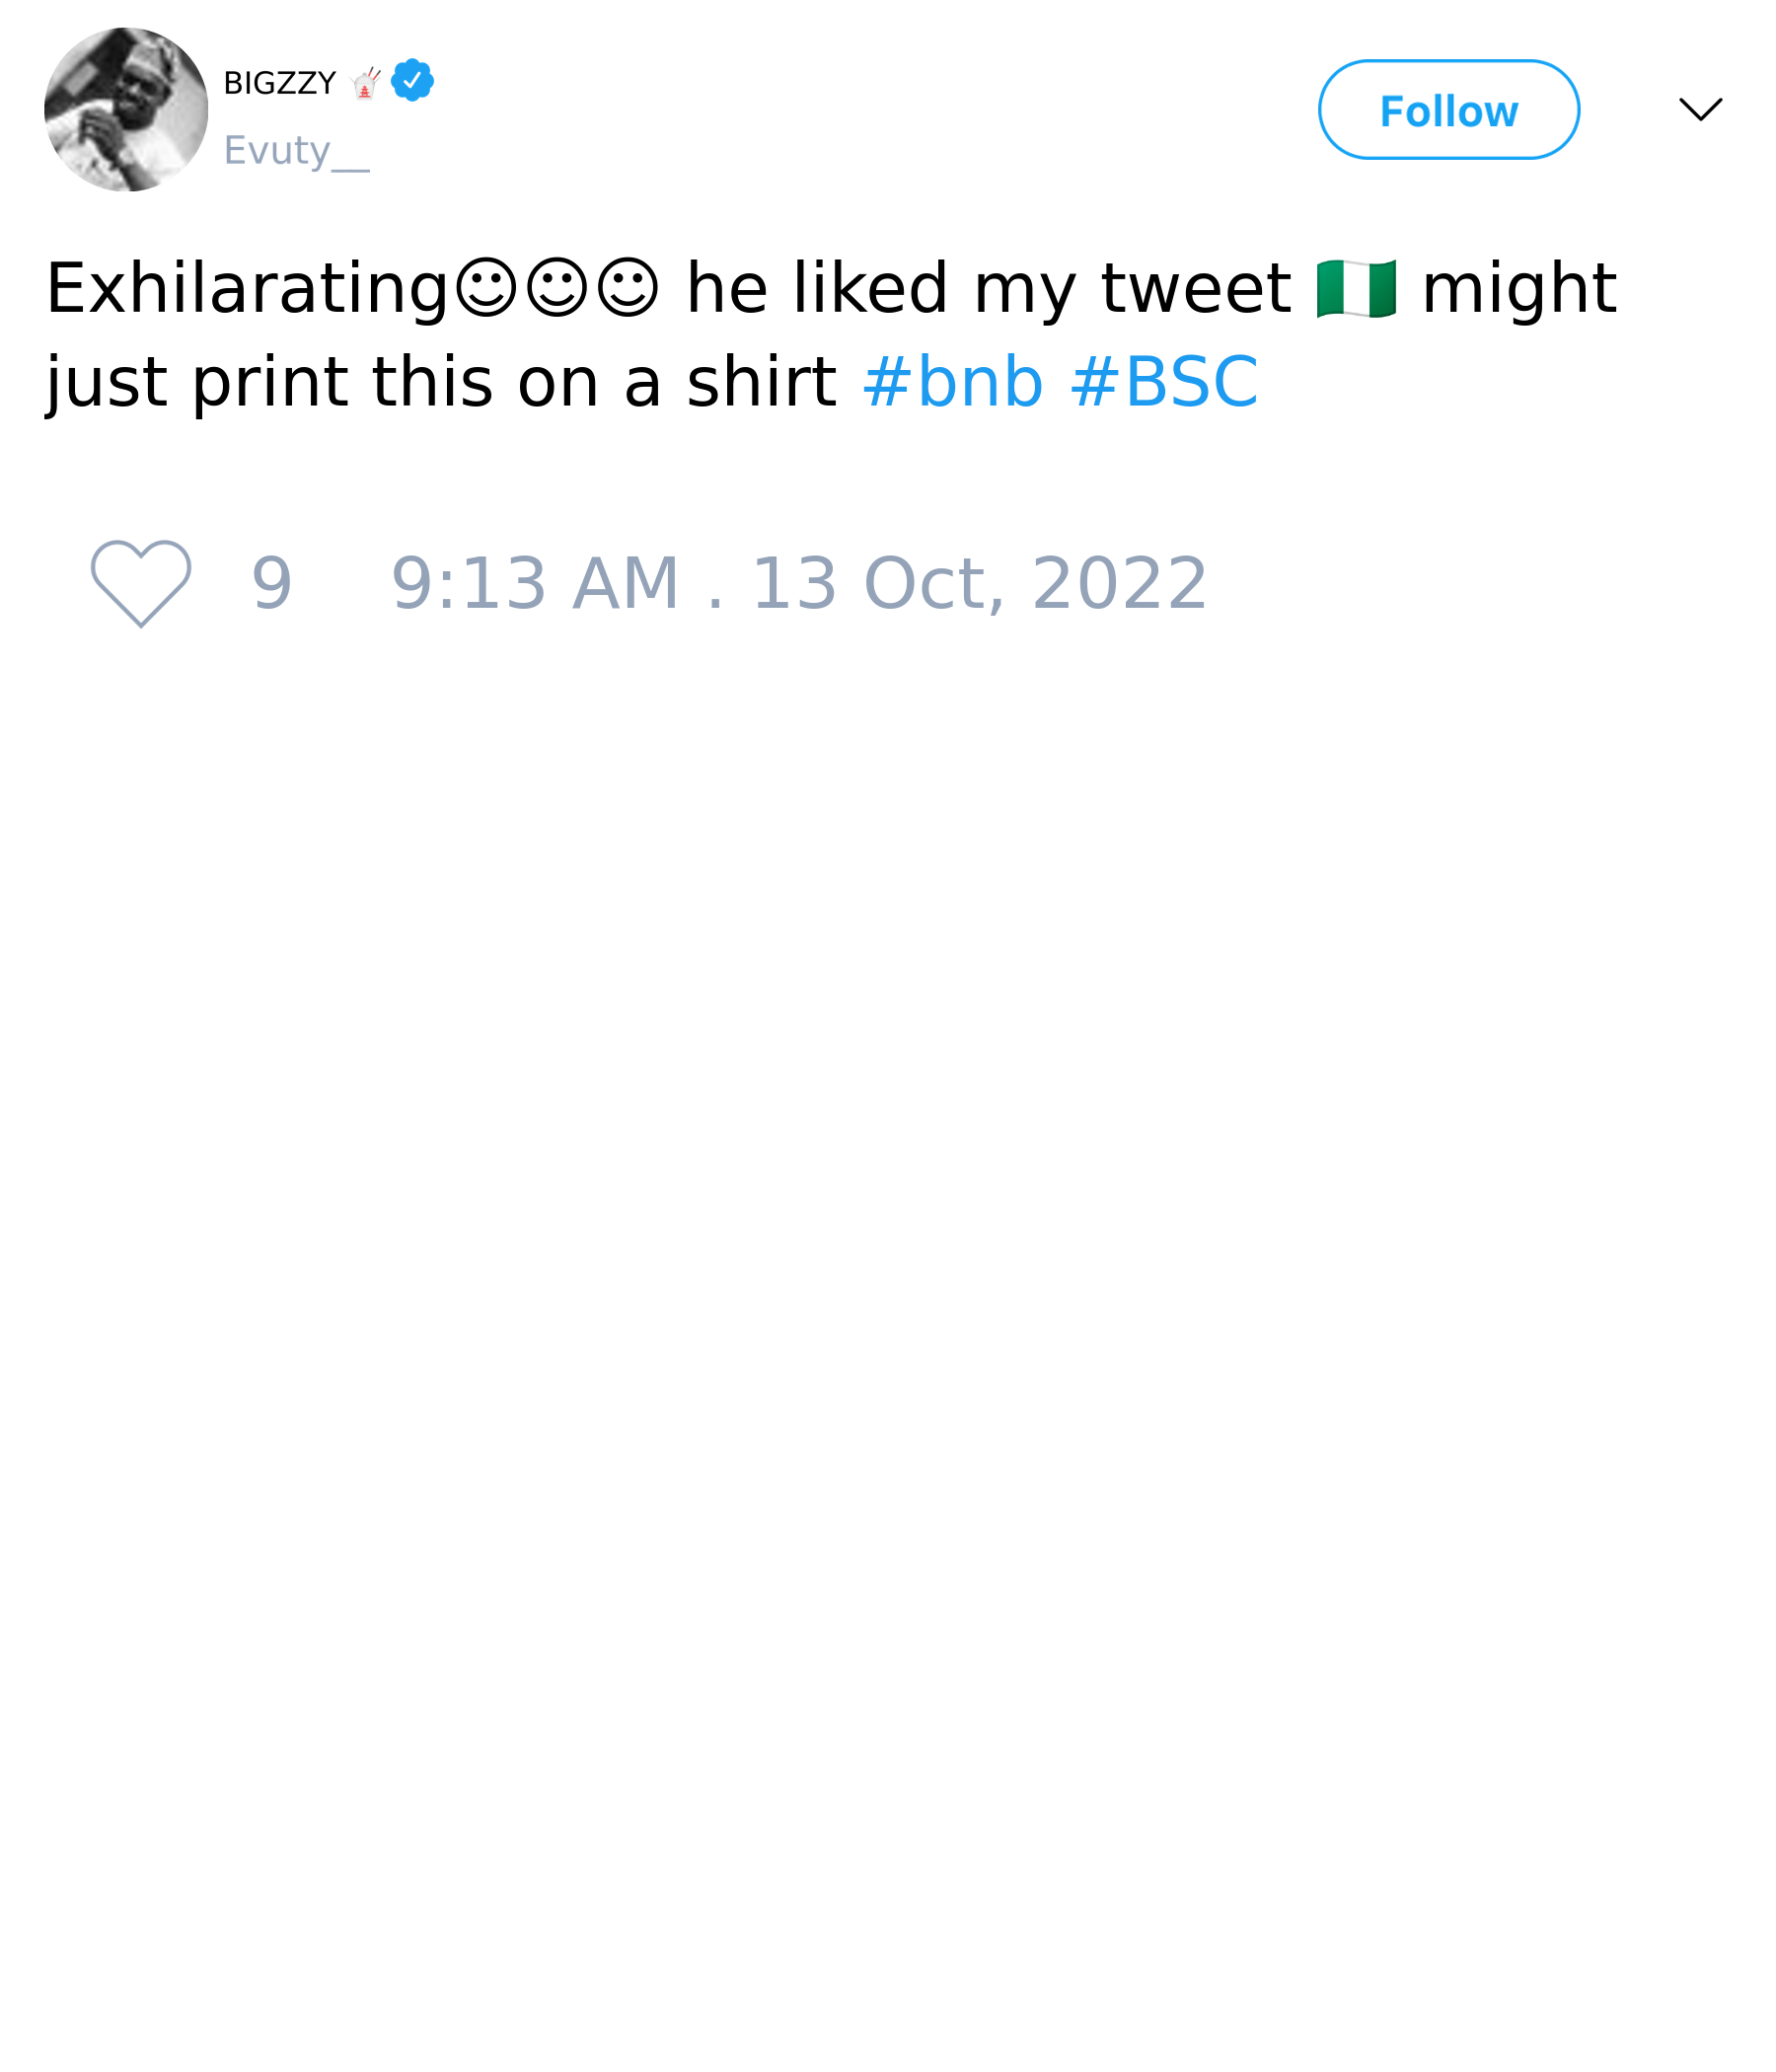 BIGZZY 🥡
Evuty__
Follow
Exhilarating☺☺☺ he liked my tweet 🇳🇬 might
just print this on a shirt #bnb #BSC
9 9:13 AM . 13 Oct, 2022